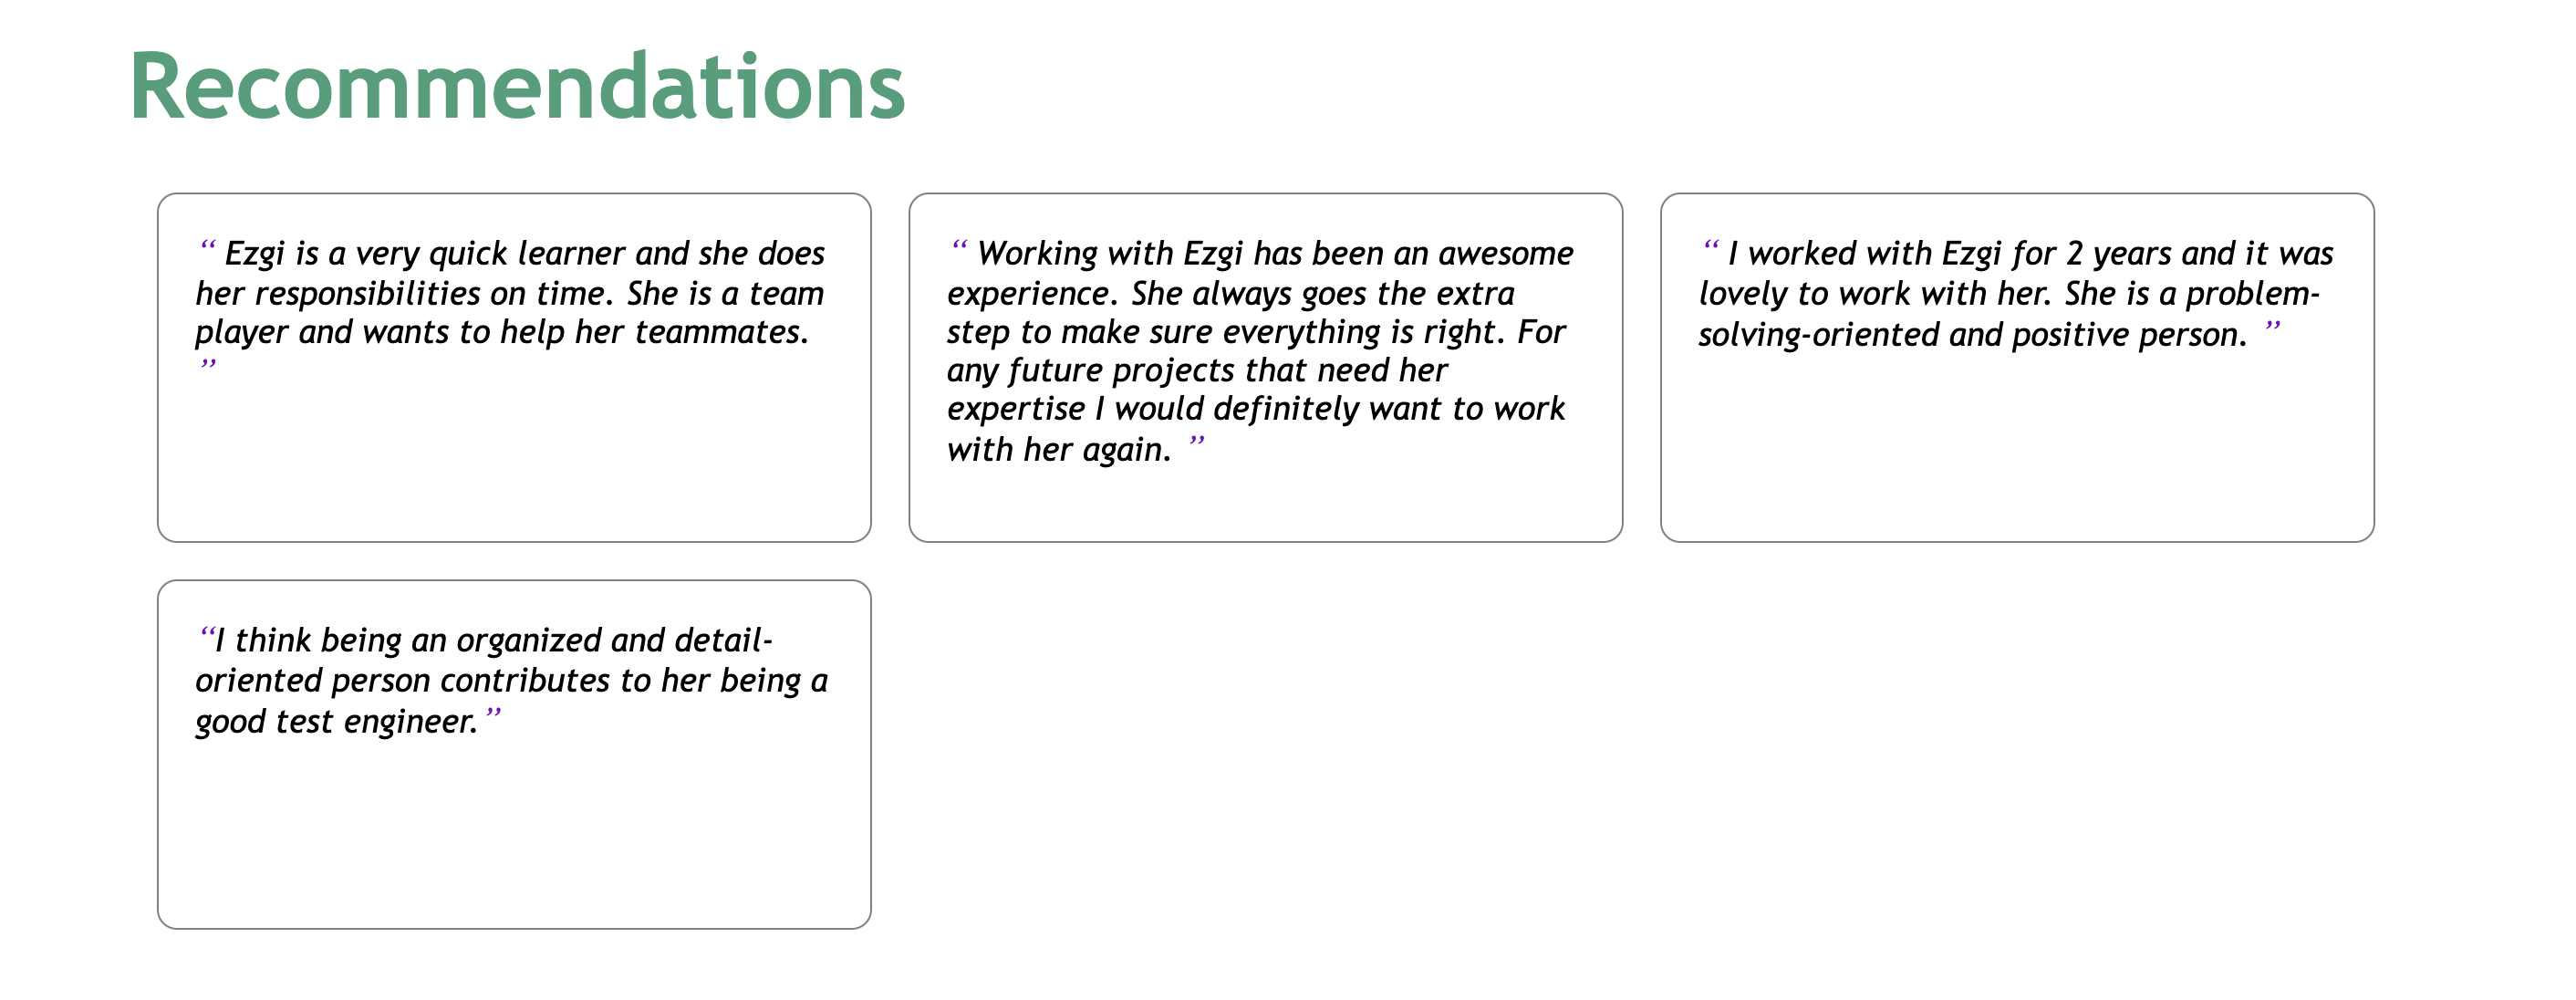 Recommendations
“ Ezgi is a very quick learner and she does
her responsibilities on time. She is a team
player and wants to help her teammates.
”
“ Working with Ezgi has been an awesome
experience. She always goes the extra
step to make sure everything is right. For
any future projects that need her
expertise I would definitely want to work
with her again. ”
“ I worked with Ezgi for 2 years and it was
lovely to work with her. She is a problem-
solving-oriented and positive person. ”
“I think being an organized and detail-
oriented person contributes to her being a
good test engineer.”